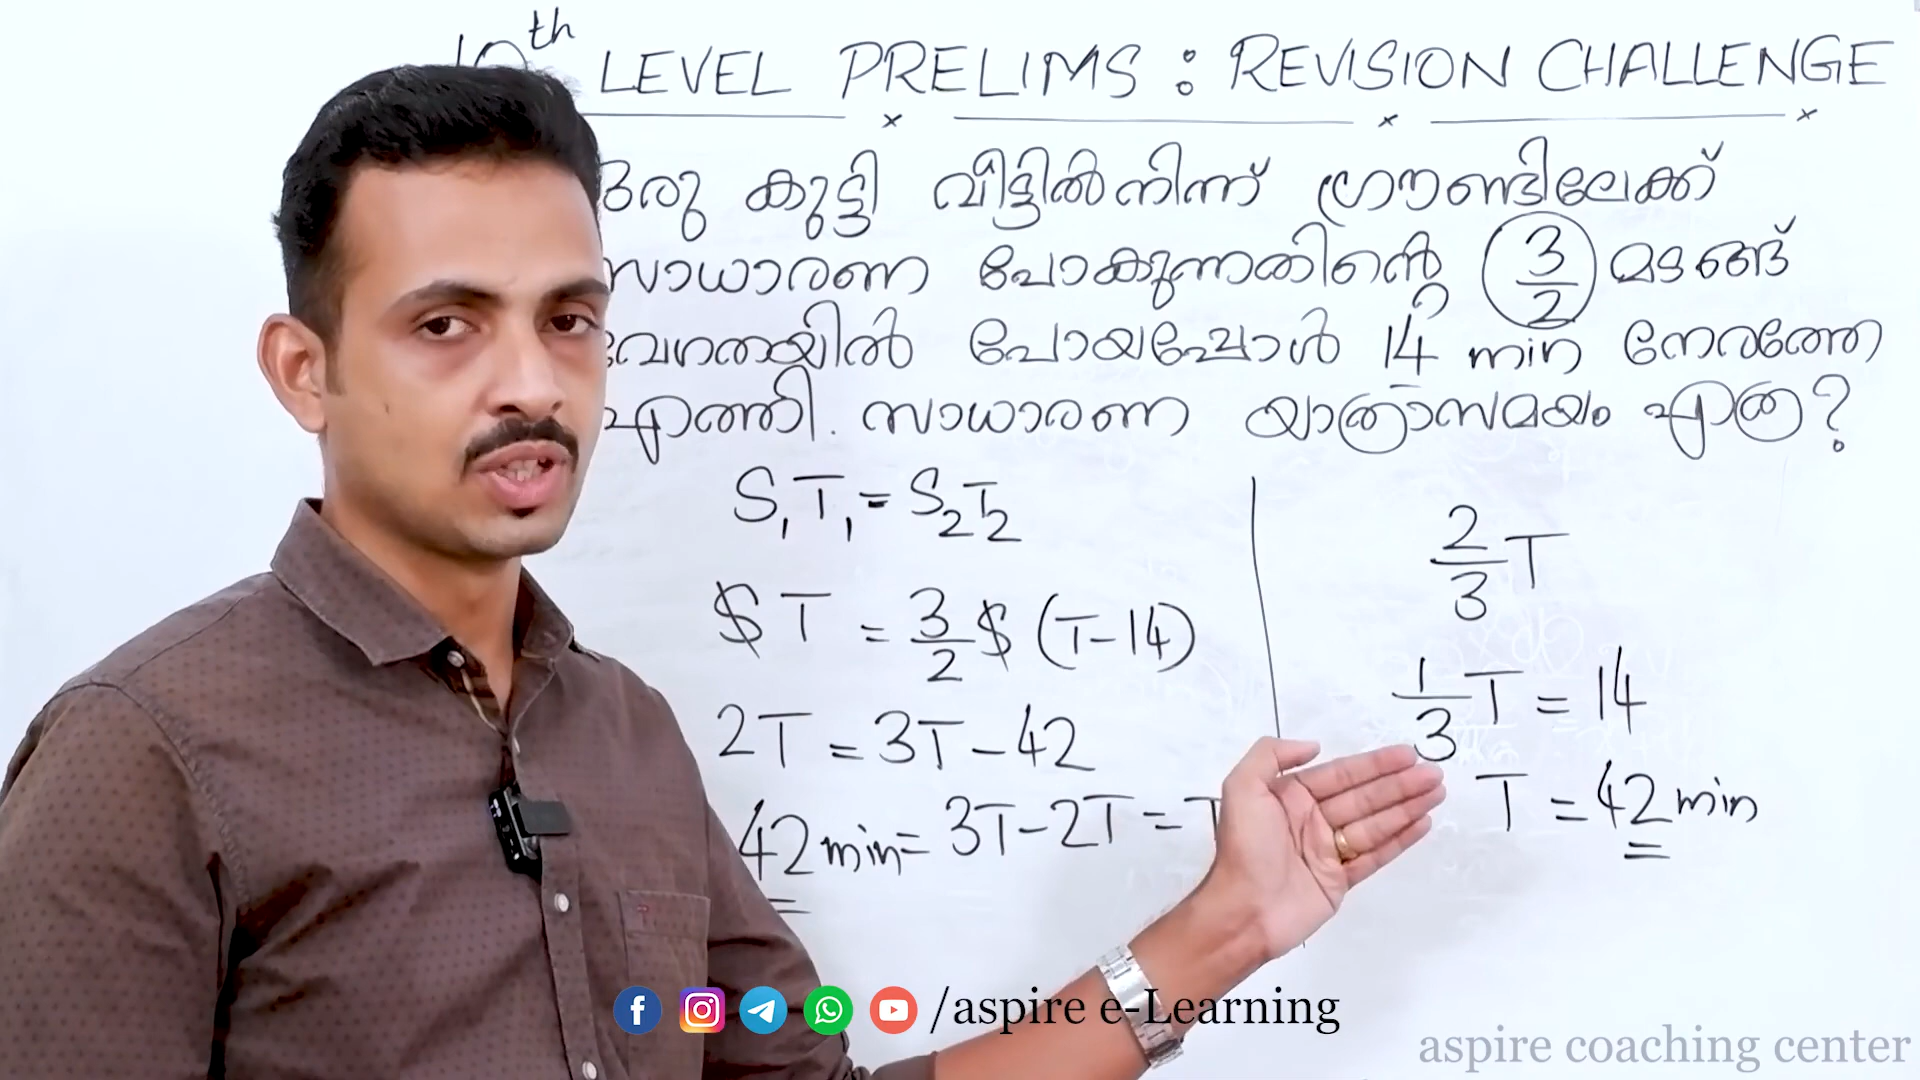 10th LEVEL PRELIMS : REVISION CHALLENGE
ഒരു കുട്ടി വീട്ടിൽ നിന്ന് ഗ്രൗണ്ടിലേക്ക്
സാധാരണ പോകുന്നതിന്റെ 3/2 മടങ്ങ്
വേഗതയിൽ പോയപ്പോൾ 14 min നേരത്തേ
എത്തി. സാധാരണ യാത്രാസമയം എത്ര?
S₁T₁ = S₂T₂
S T = 3/2 S (T-14)
2T = 3T - 42
42 min = 3T - 2T = T
2/3 T
1/3 T = 14
T = 42 min
/aspire e-Learning
aspire coaching center